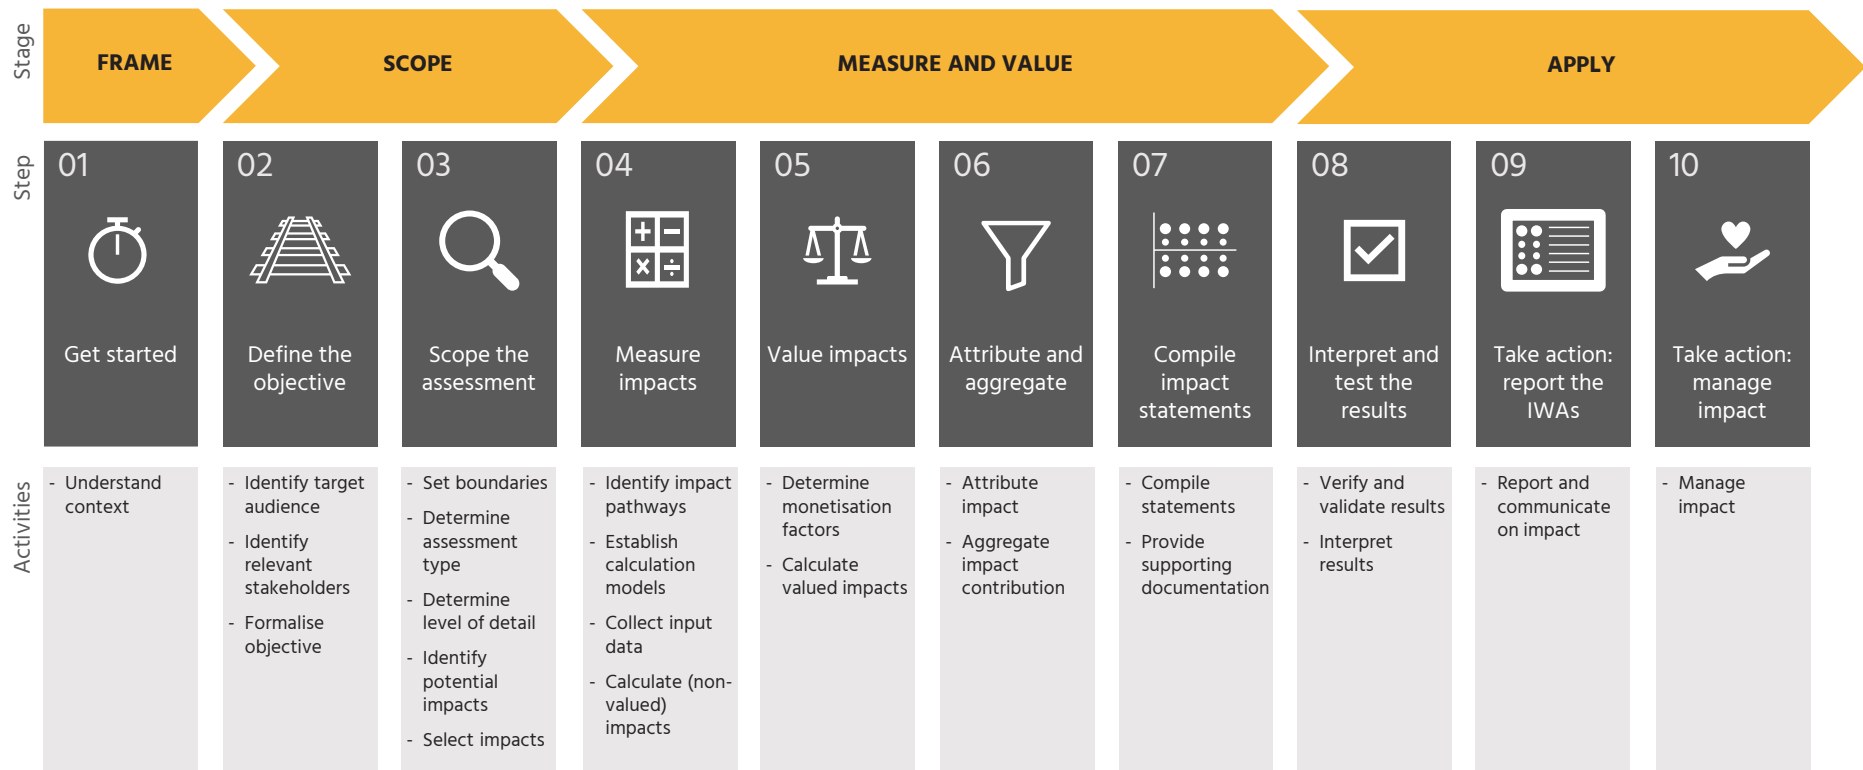 Stage
FRAME
SCOPE
MEASURE AND VALUE
APPLY
Step
01
Get started
02
Define the
objective
03
Scope the
assessment
04
Measure
impacts
05
Value impacts
06
Attribute and
aggregate
07
Compile
impact
statements
08
Interpret and
test the
results
09
Take action:
report the
IWAs
10
Take action:
manage
impact
Activities
- Understand
context
- Identify target
audience
- Identify
relevant
stakeholders
- Formalise
objective
- Set boundaries
- Determine
assessment
type
- Determine
level of detail
- Identify
potential
impacts
- Select impacts
- Identify impact
pathways
- Establish
calculation
models
- Collect input
data
- Calculate (non-
valued)
impacts
- Determine
monetisation
factors
- Calculate
valued impacts
- Attribute
impact
- Aggregate
impact
contribution
- Compile
statements
- Provide
supporting
documentation
- Verify and
validate results
- Interpret
results
- Report and
communicate
on impact
- Manage
impact